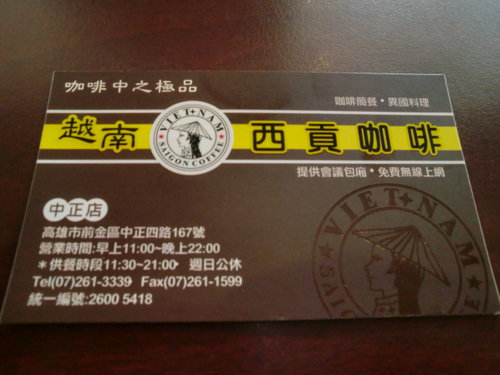 咖啡中之極品
咖啡簡餐•異國料理
越南 VIET NAM SAIGON COFFEE 西貢咖啡
提供會議包廂•免費無線上網
中正店
高雄市前金區中正四路167號
營業時間:早上11:00~晚上22:00
*供餐時段11:30~21:00• 週日公休
Tel(07)261-3339 Fax(07)261-1599
統一編號:2600 5418
VIET NAM